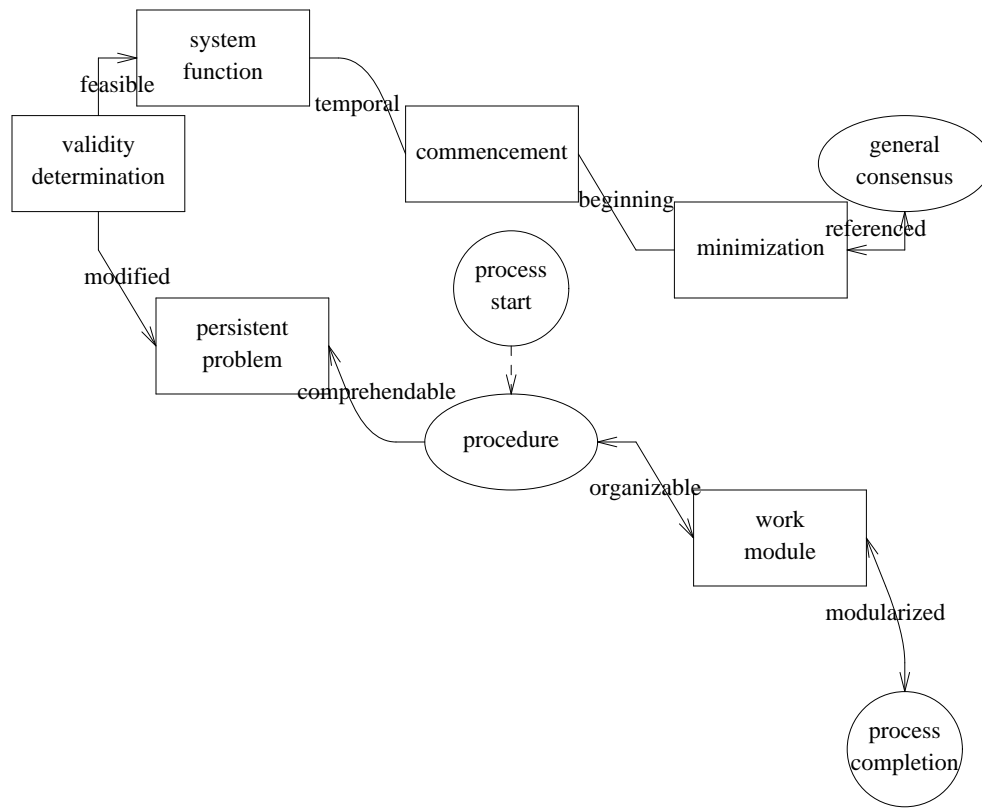 system
function
feasible
temporal
validity
determination
commencement
general
consensus
beginning
referenced
minimization
modified
process
start
persistent
problem
comprehendable
procedure
organizable
work
module
modularized
process
completion